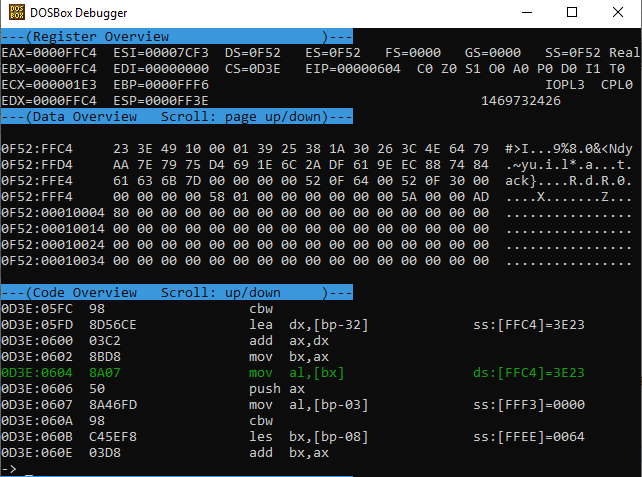 DOS BOX DOSBox Debugger
---(Register Overview )---
EAX=0000FFC4 ESI=00007CF3 DS=0F52 ES=0F52 FS=0000 GS=0000 SS=0F52 Real
EBX=0000FFC4 EDI=00000000 CS=0D3E EIP=00000604 C0 Z0 S1 O0 A0 P0 D0 I1 T0
ECX=000001E3 EBP=0000FFF6 IOPL3 CPL0
EDX=0000FFC4 ESP=0000FF3E 1469732426
---(Data Overview Scroll: page up/down)---
0F52:FFC4 23 3E 49 10 00 01 39 25 38 1A 30 26 3C 4E 64 79 #>I...9%8.0&<Ndy
0F52:FFD4 AA 7E 79 75 D4 69 1E 6C 2A DF 61 9E EC 88 74 84 .~yu.i.l*.a...t.
0F52:FFE4 61 63 6B 7D 00 00 00 00 52 0F 64 00 52 0F 30 00 ack}....R.d.R.0.
0F52:FFF4 00 00 00 00 58 01 00 00 00 00 00 00 5A 00 00 AD ....X.......Z...
0F52:00010004 80 00 00 00 00 00 00 00 00 00 00 00 00 00 00 00 ................
0F52:00010014 00 00 00 00 00 00 00 00 00 00 00 00 00 00 00 00 ................
0F52:00010024 00 00 00 00 00 00 00 00 00 00 00 00 00 00 00 00 ................
0F52:00010034 00 00 00 00 00 00 00 00 00 00 00 00 00 00 00 00 ................
---(Code Overview Scroll: up/down )---
0D3E:05FC 98 cbw
0D3E:05FD 8D56CE lea dx,[bp-32] ss:[FFC4]=3E23
0D3E:0600 03C2 add ax,dx
0D3E:0602 8BD8 mov bx,ax
0D3E:0604 8A07 mov al,[bx] ds:[FFC4]=3E23
0D3E:0606 50 push ax
0D3E:0607 8A46FD mov al,[bp-03] ss:[FFF3]=0000
0D3E:060A 98 cbw
0D3E:060B C45EF8 les bx,[bp-08] ss:[FFEE]=0064
0D3E:060E 03D8 add bx,ax
-> _